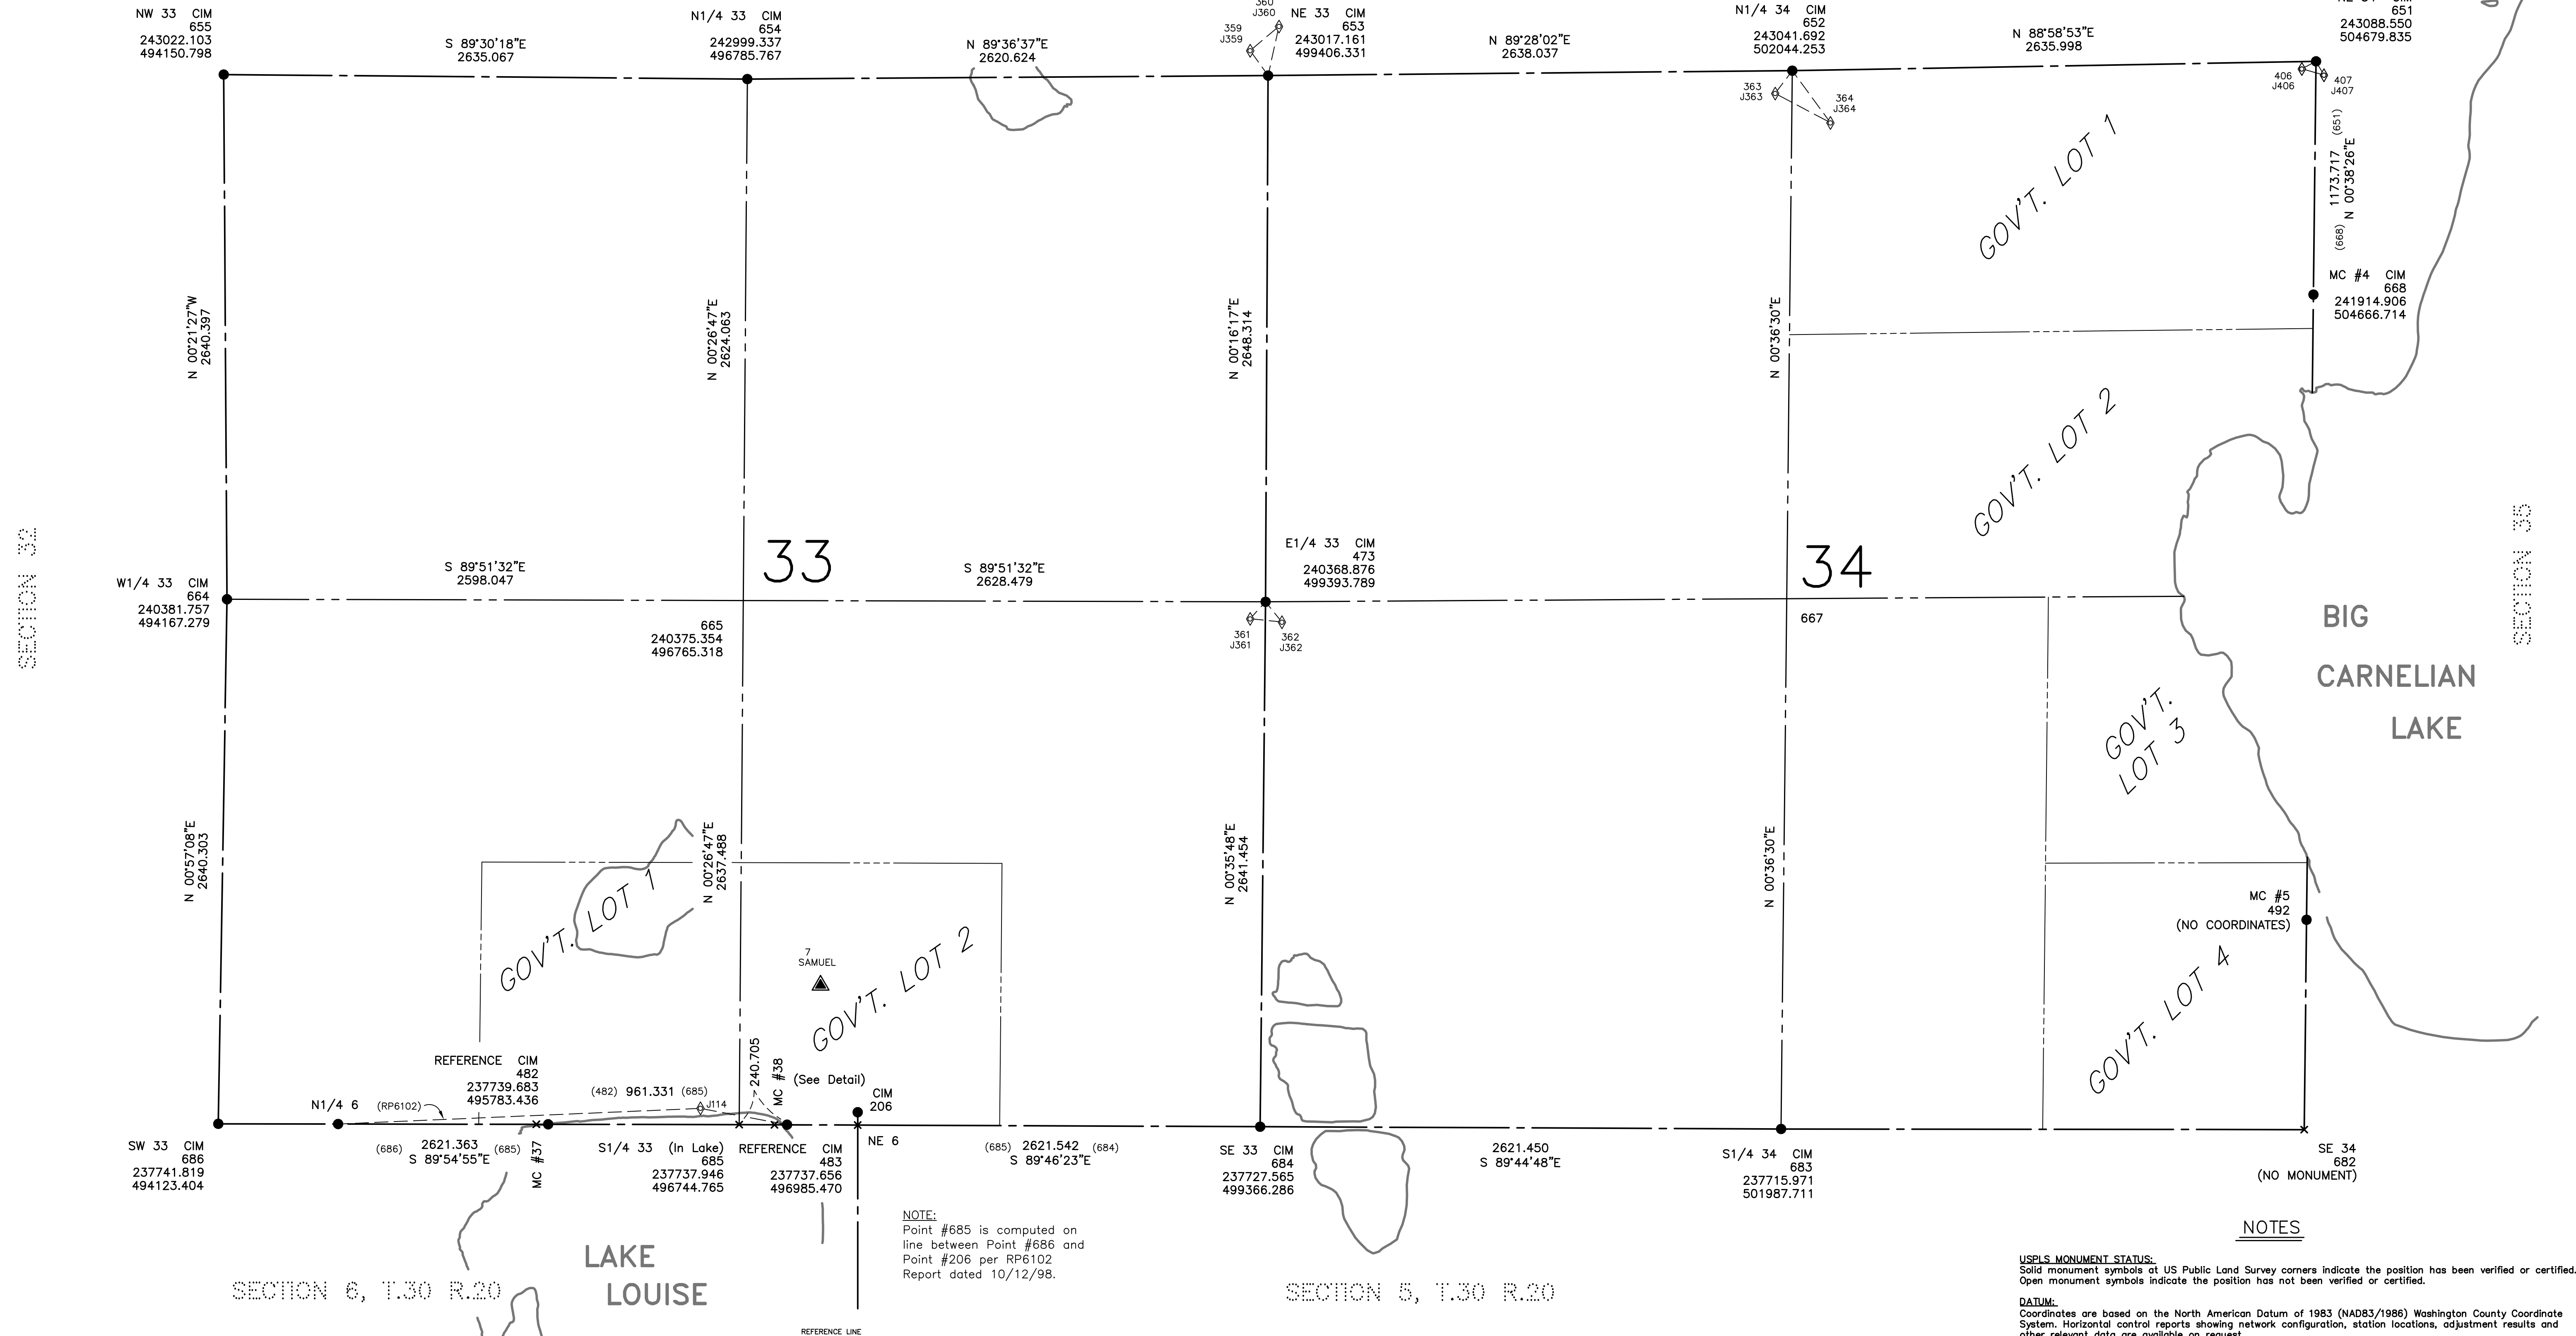 NW 33 CIM
655
243022.103
494150.798
S 89°30'18"E
2635.067
N1/4 33 CIM
654
242999.337
496785.767
N 89°36'37"E
2620.624
360
J360
359
J359
NE 33 CIM
653
243017.161
499406.331
N 89°28'02"E
2638.037
N1/4 34 CIM
652
243041.692
502044.253
N 88°58'53"E
2635.998
651
243088.550
504679.835
363
J363
364
J364
406
J406
407
J407
(668) 1173.717 (651)
N 00°38'26"E
GOV'T. LOT 1
MC #4 CIM
668
241914.906
504666.714
N 00°21'27"W
2640.397
N 00°26'47"E
2624.063
N 00°16'17"E
2648.314
N 00°36'30"E
GOV'T. LOT 2
SECTION 32
W1/4 33 CIM
664
240381.757
494167.279
S 89°51'32"E
2598.047
33
665
240375.354
496765.318
S 89°51'32"E
2628.479
E1/4 33 CIM
473
240368.876
499393.789
361
J361
362
J362
34
667
BIG
CARNELIAN
LAKE
SECTION 35
GOV'T.
LOT 3
N 00°57'08"E
2640.303
N 00°26'47"E
2637.488
N 00°35'48"E
2641.454
N 00°36'30"E
GOV'T. LOT 1
7
SAMUEL
GOV'T. LOT 2
MC #5
492
(NO COORDINATES)
GOV'T. LOT 4
REFERENCE CIM
482
237739.683
495783.436
(482) 961.331 (685)
240.705
MC #38
(See Detail)
CIM
206
N1/4 6
(RP6102)
J114
NE 6
SW 33 CIM
686
237741.819
494123.404
(686) 2621.363 (685)
S 89°54'55"E
MC #37
S1/4 33 (In Lake)
685
237737.946
496744.765
REFERENCE CIM
483
237737.656
496985.470
(685) 2621.542 (684)
S 89°46'23"E
SE 33 CIM
684
237727.565
499366.286
2621.450
S 89°44'48"E
S1/4 34 CIM
683
237715.971
501987.711
SE 34
682
(NO MONUMENT)
NOTE:
Point #685 is computed on
line between Point #686 and
Point #206 per RP6102
Report dated 10/12/98.
LAKE
LOUISE
SECTION 6, T.30 R.20
SECTION 5, T.30 R.20
REFERENCE LINE
NOTES
USPLS MONUMENT STATUS:
Solid monument symbols at US Public Land Survey corners indicate the position has been verified or certified.
Open monument symbols indicate the position has not been verified or certified.
DATUM:
Coordinates are based on the North American Datum of 1983 (NAD83/1986) Washington County Coordinate
System. Horizontal control reports showing network configuration, station locations, adjustment results and
other relevant data are available on request.